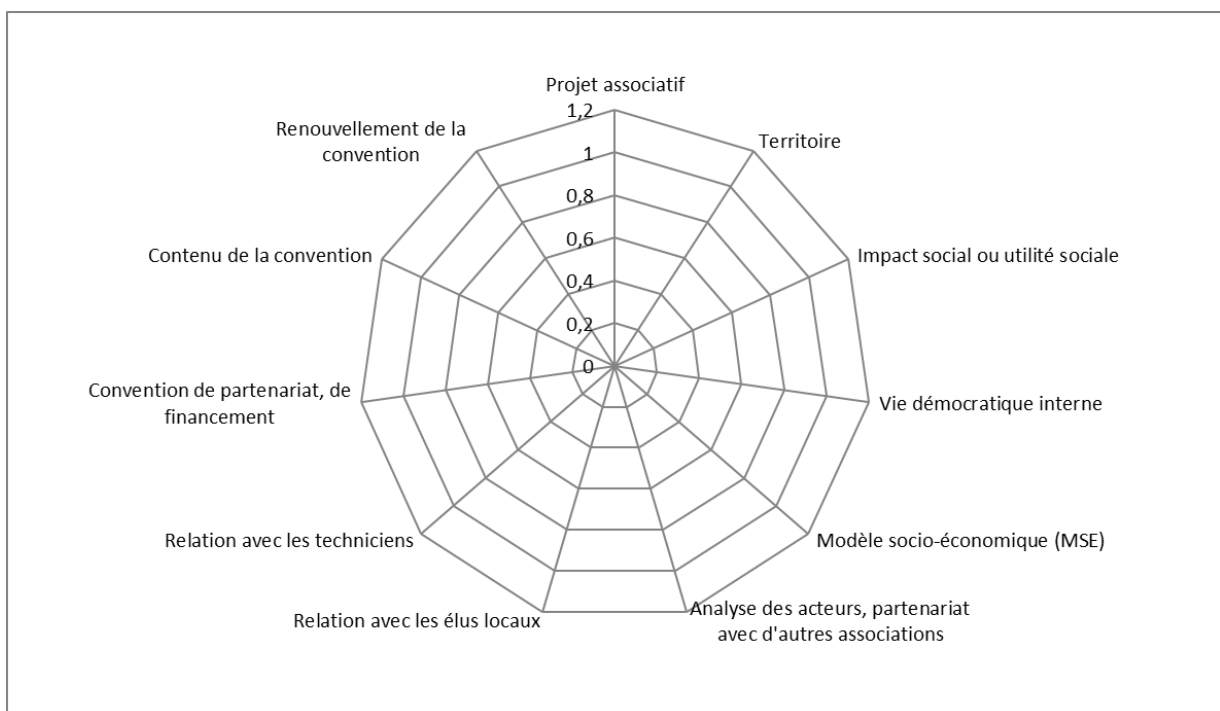 Projet associatif
1,2
Territoire
Renouvellement de la
convention
1
0,8
Contenu de la convention
0,6
Impact social ou utilité sociale
0,4
0,2
0
Convention de partenariat, de
financement
Vie démocratique interne
Relation avec les techniciens
Modèle socio-économique (MSE)
Relation avec les élus locaux
Analyse des acteurs, partenariat
avec d'autres associations